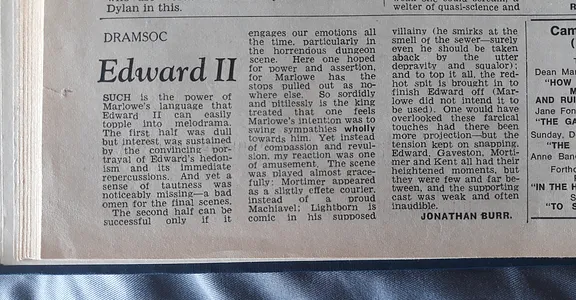 Dylan in this.
welter of quasi-science and
DRAMSOC
Edward II
SUCH is the power of
Marlowe's language that
Edward II can easily
topple into melodrama.
The first half was dull
but interest was sustained
by the convincing por-
trayal of Edward's hedon-
ism and its immediate
repercussions. And yet a
sense of tautness was
noticeably missing—a bad
omen for the final scenes.
The second half can be
successful only if it
engages our emotions all
the time, particularly in
the horrendous dungeon
scene. Here one hoped
for power and assertion,
for Marlowe has the
stops pulled out as no-
where else. So sordidly
and pitilessly is the king
treated that one feels
Marlowe's intention was to
swing sympathies wholly
towards him. Yet instead
of compassion and revul-
sion, my reaction was one
of amusement. The scene
was played almost grace-
fully: Mortimer appeared
as a sligtly effete courier,
instead of a proud
Machiavel; Lightborn is
comic in his supposed
villainy (he smirks at the
smell of the sewer—surely
even he should be taken
aback by the utter
depravity and squalor);
and to top it all, the red-
hot spit is brought in to
finish Edward off (Mar-
lowe did not intend it to
be used). One would have
overlooked these farcical
touches had there been
more projection—but the
tension kept on snapping.
Edward, Gaveston, Morti-
mer and Kent all had their
heightened moments, but
they were few and far be-
tween, and the supporting
cast was weak and often
inaudible.
JONATHAN BURR.
Cam
(
Dean Mar
"HOW
M
AND RUI
Jane Fon
"THE GA
Sunday, D
"THE
Anne Banc
Fortho
"IN THE H
S
"TO S